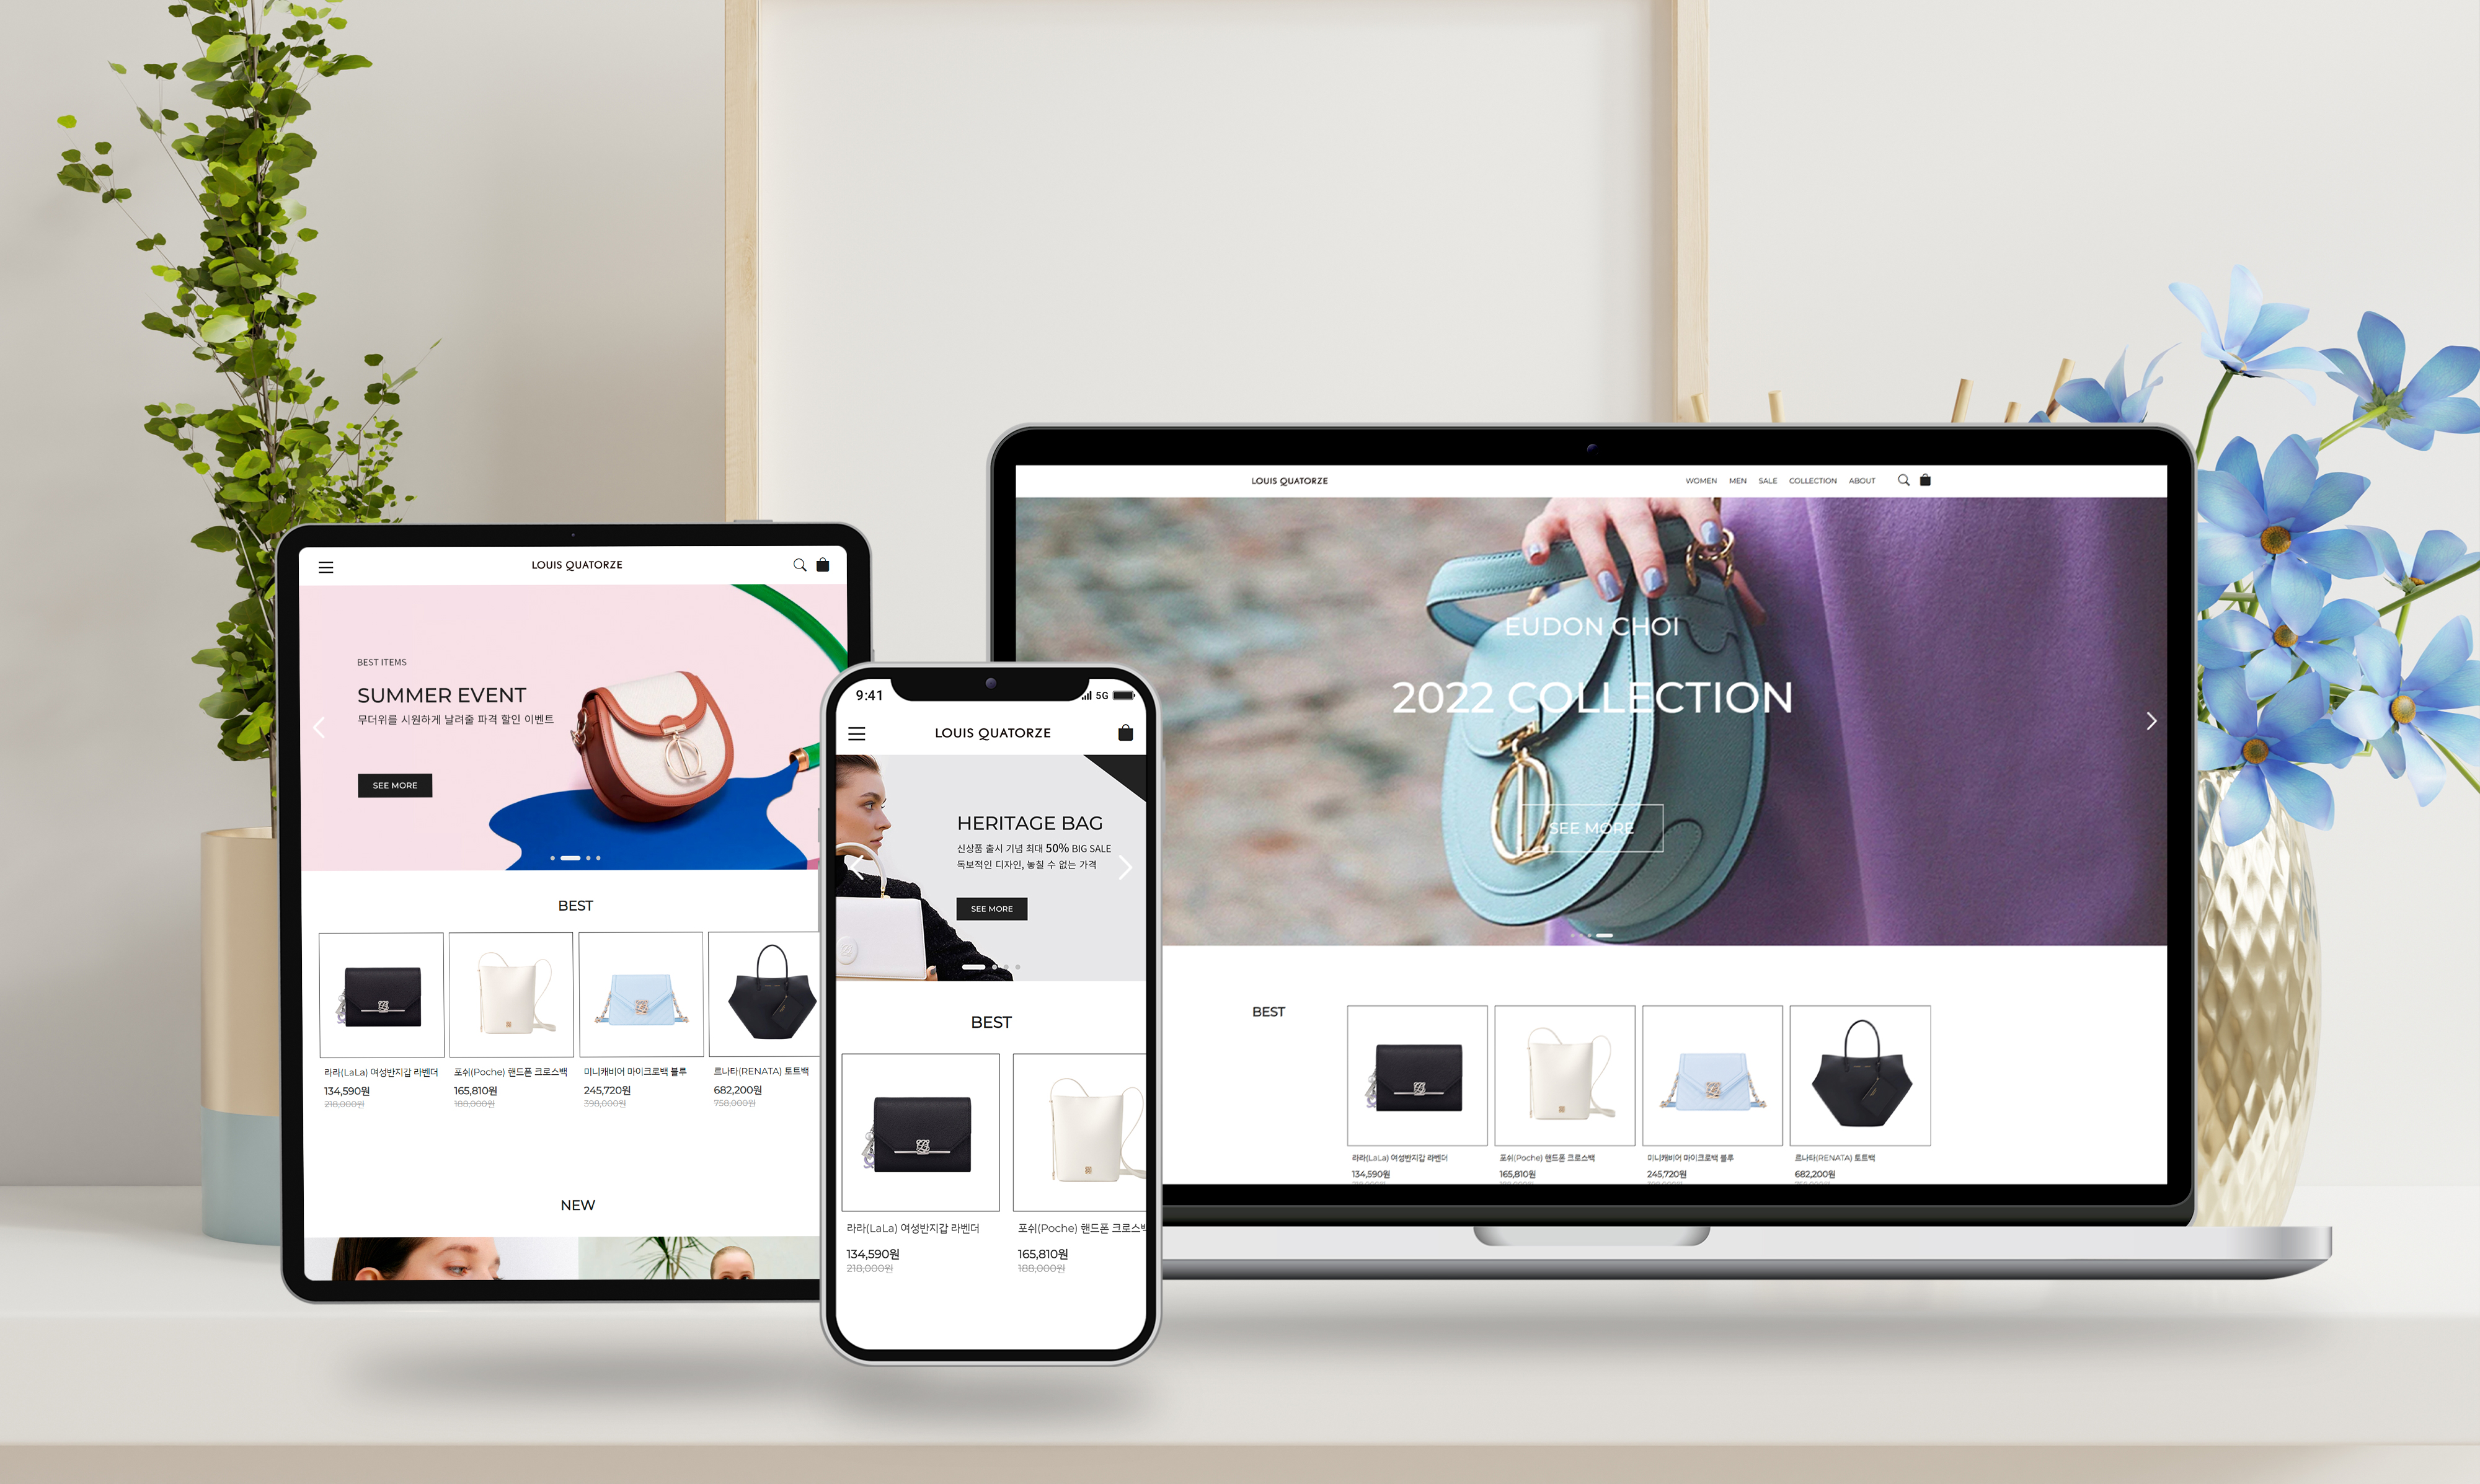 LOUIS QUATORZE
BEST ITEMS
SUMMER EVENT
무더위를 시원하게 날려줄 파격 할인 이벤트
SEE MORE
BEST
라라(LaLa) 여성반지갑 라벤더
134,590원
218,000원
포쉬(Poche) 핸드폰 크로스백
165,810원
188,000원
미니캐비어 마이크로백 블루
245,720원
398,000원
르나타(RENATA) 토트백
682,200원
758,000원
NEW
9:41
5G
LOUIS QUATORZE
HERITAGE BAG
신상품 출시 기념 최대 50% BIG SALE
독보적인 디자인, 놓칠 수 없는 가격
SEE MORE
BEST
라라(LaLa) 여성반지갑 라벤더
134,590원
218,000원
포쉬(Poche) 핸드폰 크로스백
165,810원
188,000원
LOUIS QUATORZE
WOMEN MEN SALE COLLECTION ABOUT
EUDON CHOI
2022 COLLECTION
SEE MORE
BEST
라라(LaLa) 여성반지갑 라벤더
134,590원
포쉬(Poche) 핸드폰 크로스백
165,810원
미니캐비어 마이크로백 블루
245,720원
르나타(RENATA) 토트백
682,200원